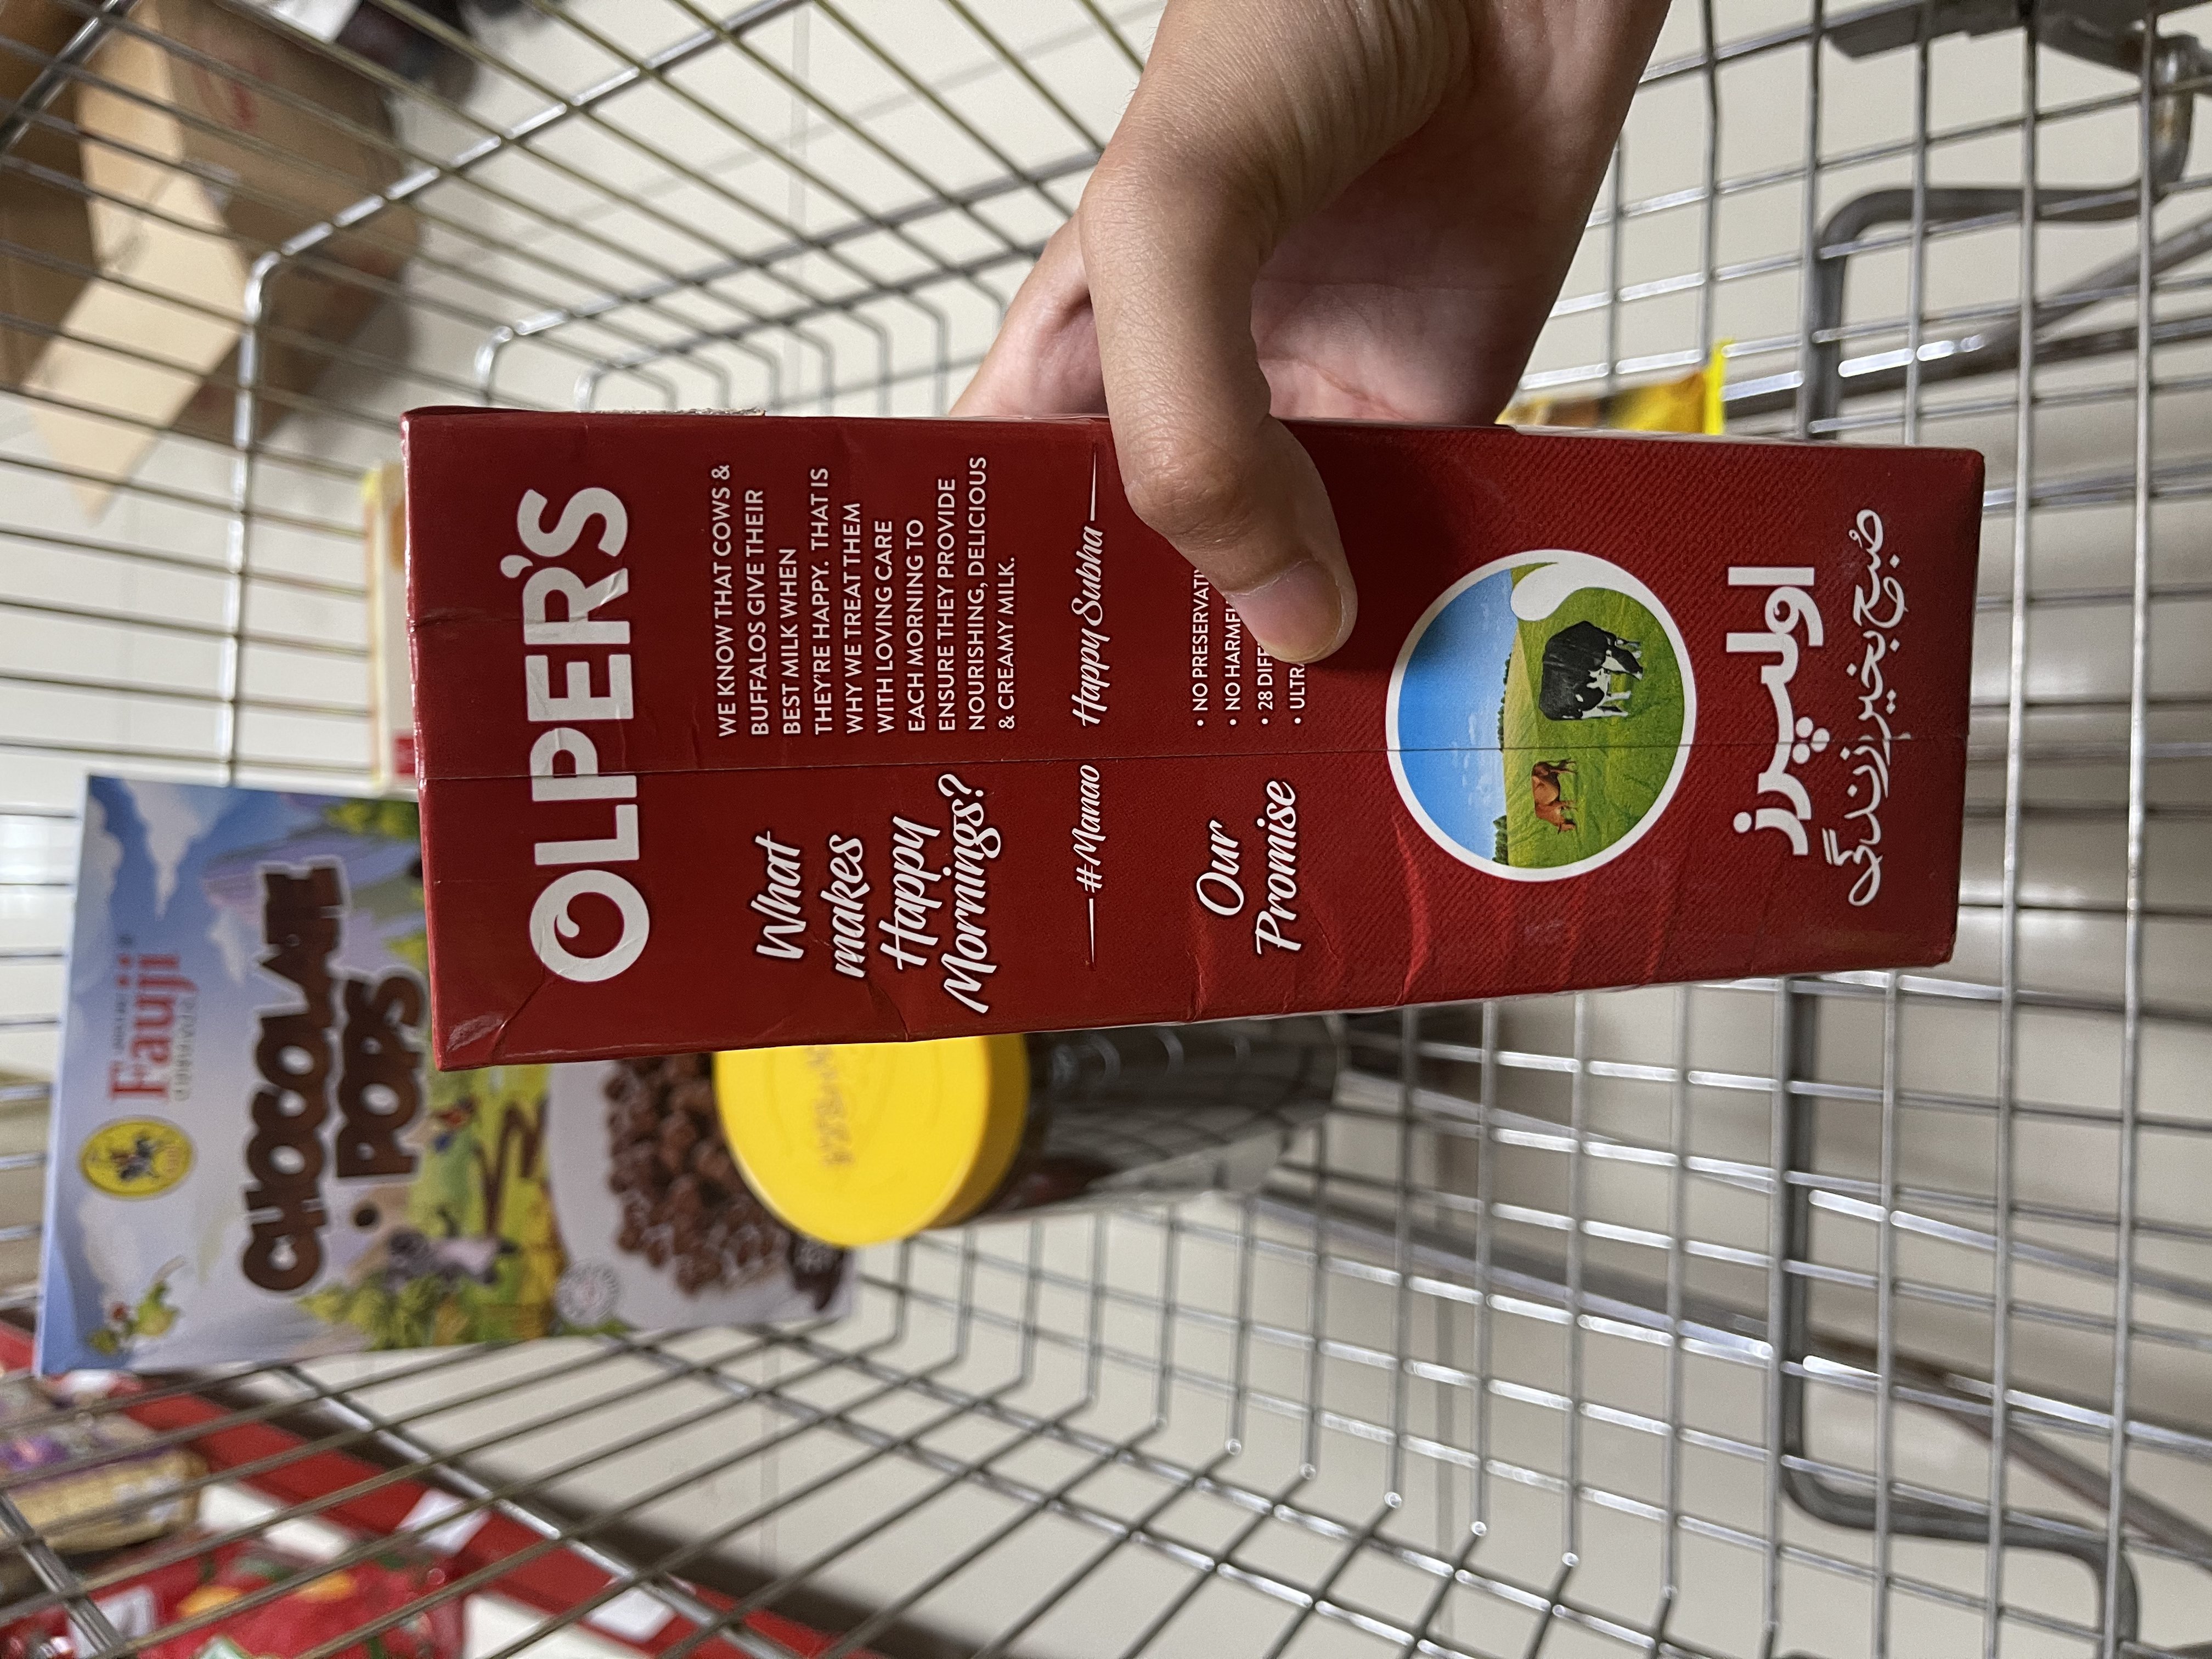 Fauji
CEREALS
CHOCOLATE
POPS
OLPER'S
What
makes
Happy
Mornings?
WE KNOW THAT COWS &
BUFFALOS GIVE THEIR
BEST MILK WHEN
THEY'RE HAPPY. THAT IS
WHY WE TREAT THEM
WITH LOVING CARE
EACH MORNING TO
ENSURE THEY PROVIDE
NOURISHING, DELICIOUS
& CREAMY MILK.
#Manao Happy Subha
Our
Promise
• NO
• NO
• 28
اولپرز
صُبح بخیر زندگی